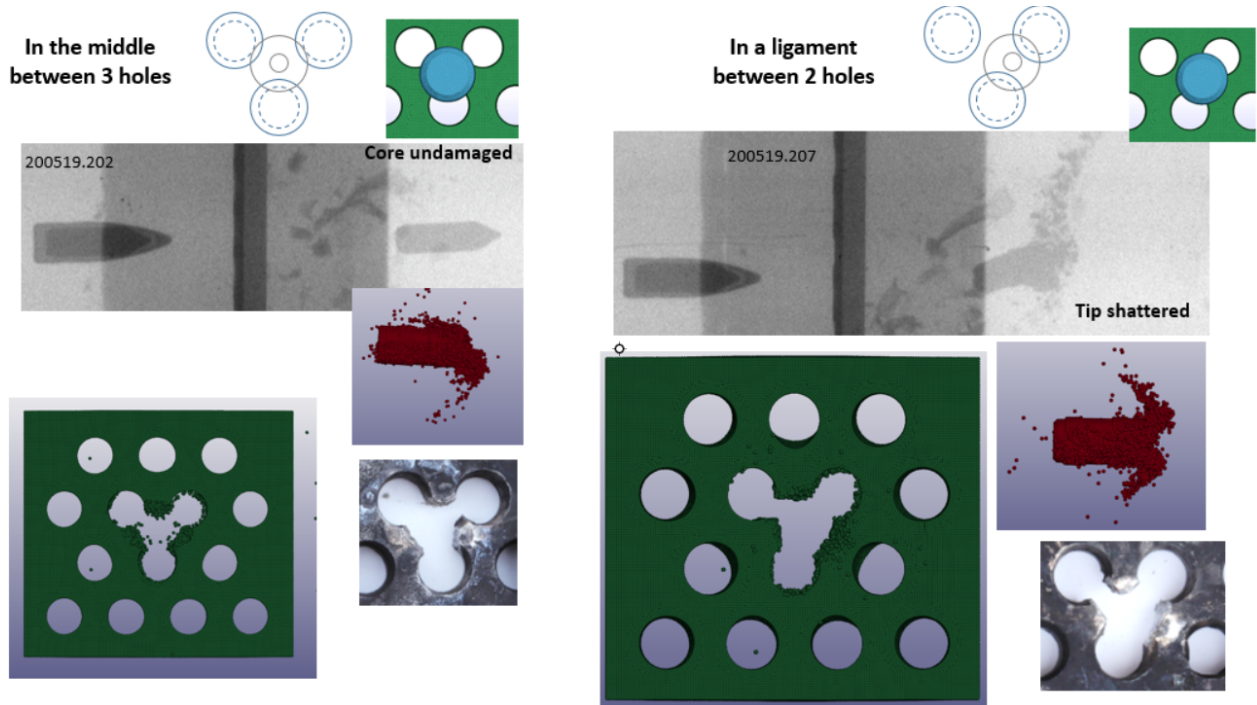 In the middle
between 3 holes
200519.202
Core undamaged
In a ligament
between 2 holes
200519.207
Tip shattered